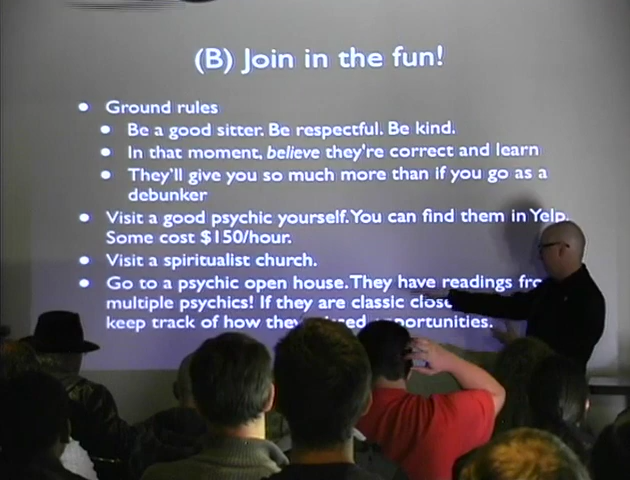 (B) Join in the fun!
• Ground rules
• Be a good sitter. Be respectful. Be kind.
• In that moment, believe they're correct and learn
• They'll give you so much more than if you go as a
debunker
• Visit a good psychic yourself. You can find them in Yelp.
Some cost $150/hour.
• Visit a spiritualist church.
• Go to a psychic open house. They have readings
multiple psychics! If they are classic
keep track of how opportunities.